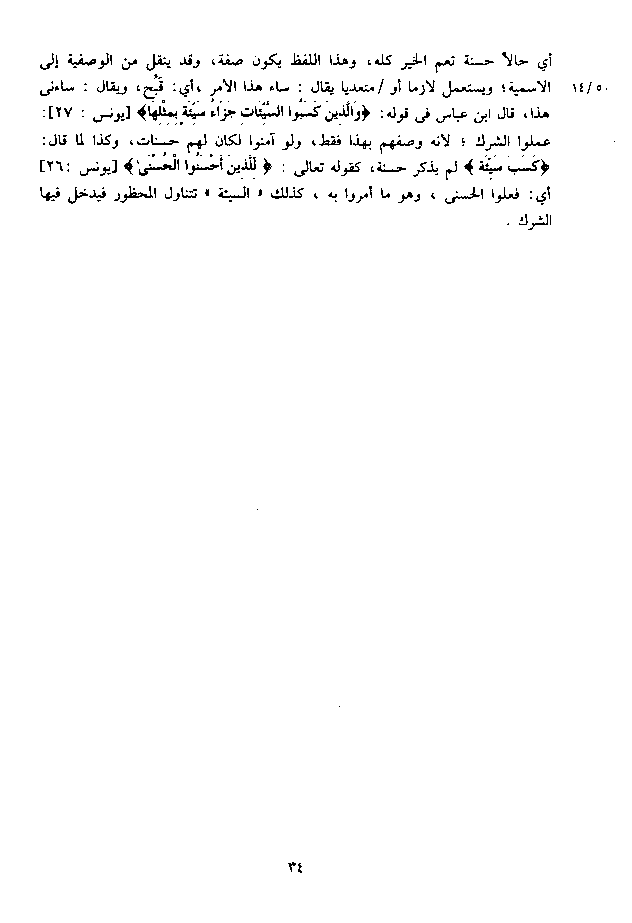 أي حالاً حسنة تعم الخير كله، وهذا اللفظ يكون صفة، وقد ينقل من الوصفية إلى
١٤/٥٠ الاسمية؛ ويستعمل لازما أو /متعديا يقال : ساء هذا الأمر ،أي: قَبُح، ويقال : ساءنى
هذا، قال ابن عباس فى قوله: ﴿وَالَّذِينَ كَسَبُوا السَّيِّئَاتِ جَزَاءُ سَيِّئَةٍ بِمِثْلِهَا﴾ [يونس : ٢٧]:
عملوا الشرك ؛ لأنه وصفهم بهذا فقط، ولو آمنوا لكان لهم حسنات، وكذا لما قال:
﴿كَسَبَ سَيِّئَةً﴾ لم يذكر حسنة، كقوله تعالى : ﴿ لِّلَّذِينَ أَحْسَنُوا الْحُسْنَىٰ﴾ [يونس :٢٦]
أي: فعلوا الحسنى ، وهو ما أمروا به ، كذلك « السيئة » تتناول المحظور فيدخل فيها
الشرك .
٣٤